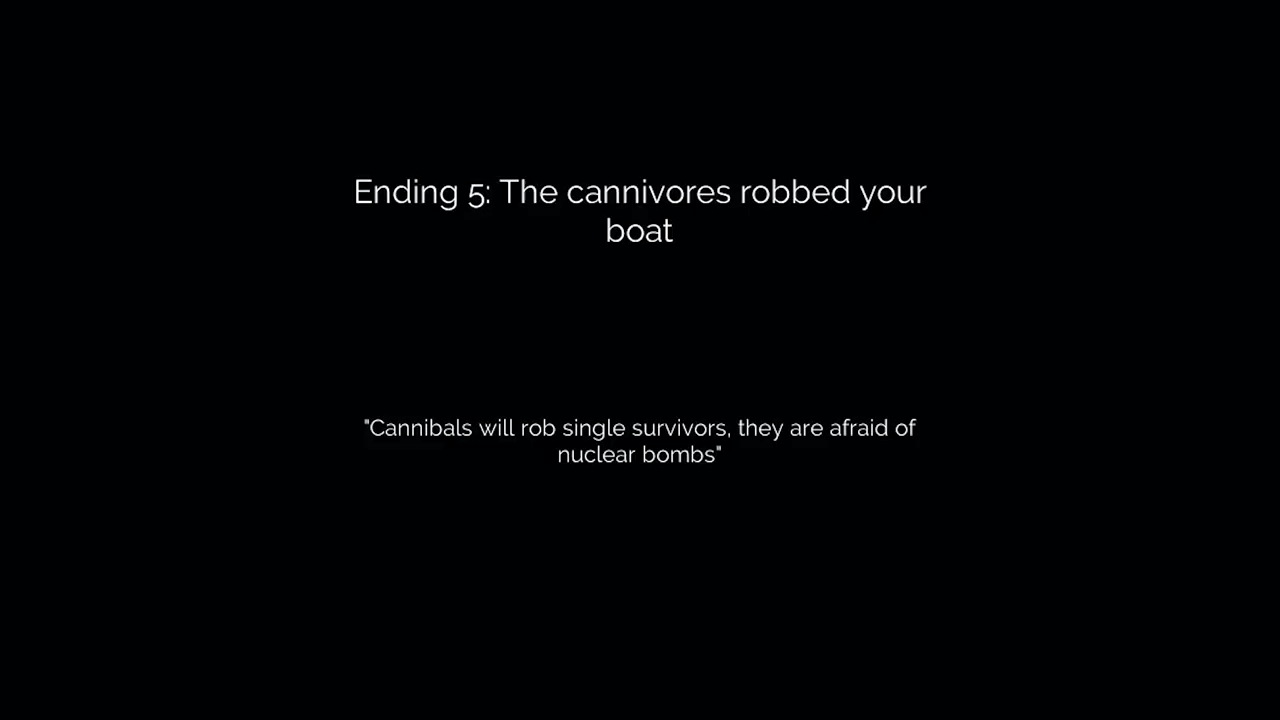 Ending 5: The cannivores robbed your
boat
"Cannibals will rob single survivors, they are afraid of
nuclear bombs"